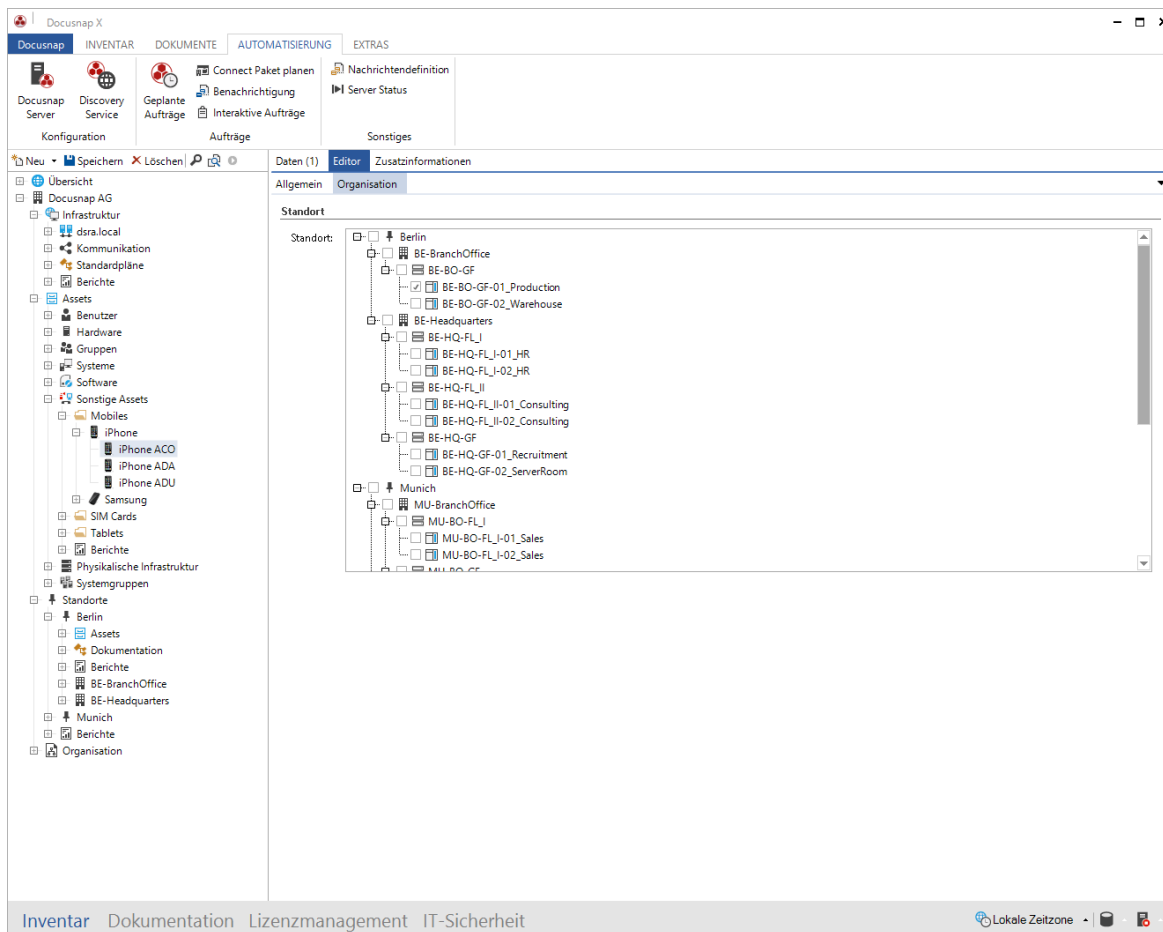 Docusnap X
Docusnap INVENTAR DOKUMENTE AUTOMATISIERUNG EXTRAS
Docusnap Server
Discovery Service
Konfiguration
Geplante Aufträge
Connect Paket planen
Benachrichtigung
Interaktive Aufträge
Aufträge
Nachrichtendefinition
Server Status
Sonstiges
Neu Speichern Löschen
Übersicht
Docusnap AG
Infrastruktur
dsra.local
Kommunikation
Standardpläne
Berichte
Assets
Benutzer
Hardware
Gruppen
Systeme
Software
Sonstige Assets
Mobiles
iPhone
iPhone ACO
iPhone ADA
iPhone ADU
Samsung
SIM Cards
Tablets
Berichte
Physikalische Infrastruktur
Systemgruppen
Standorte
Berlin
Assets
Dokumentation
Berichte
BE-BranchOffice
BE-Headquarters
Munich
Berichte
Organisation
Daten (1) Editor Zusatzinformationen
Allgemein Organisation
Standort
Standort:
Berlin
BE-BranchOffice
BE-BO-GF
BE-BO-GF-01_Production
BE-BO-GF-02_Warehouse
BE-Headquarters
BE-HQ-FL_I
BE-HQ-FL_I-01_HR
BE-HQ-FL_I-02_HR
BE-HQ-FL_II
BE-HQ-FL_II-01_Consulting
BE-HQ-FL_II-02_Consulting
BE-HQ-GF
BE-HQ-GF-01_Recruitment
BE-HQ-GF-02_ServerRoom
Munich
MU-BranchOffice
MU-BO-FL_I
MU-BO-FL_I-01_Sales
MU-BO-FL_I-02_Sales
MU-BO-GF
Inventar Dokumentation Lizenzmanagement IT-Sicherheit
Lokale Zeitzone